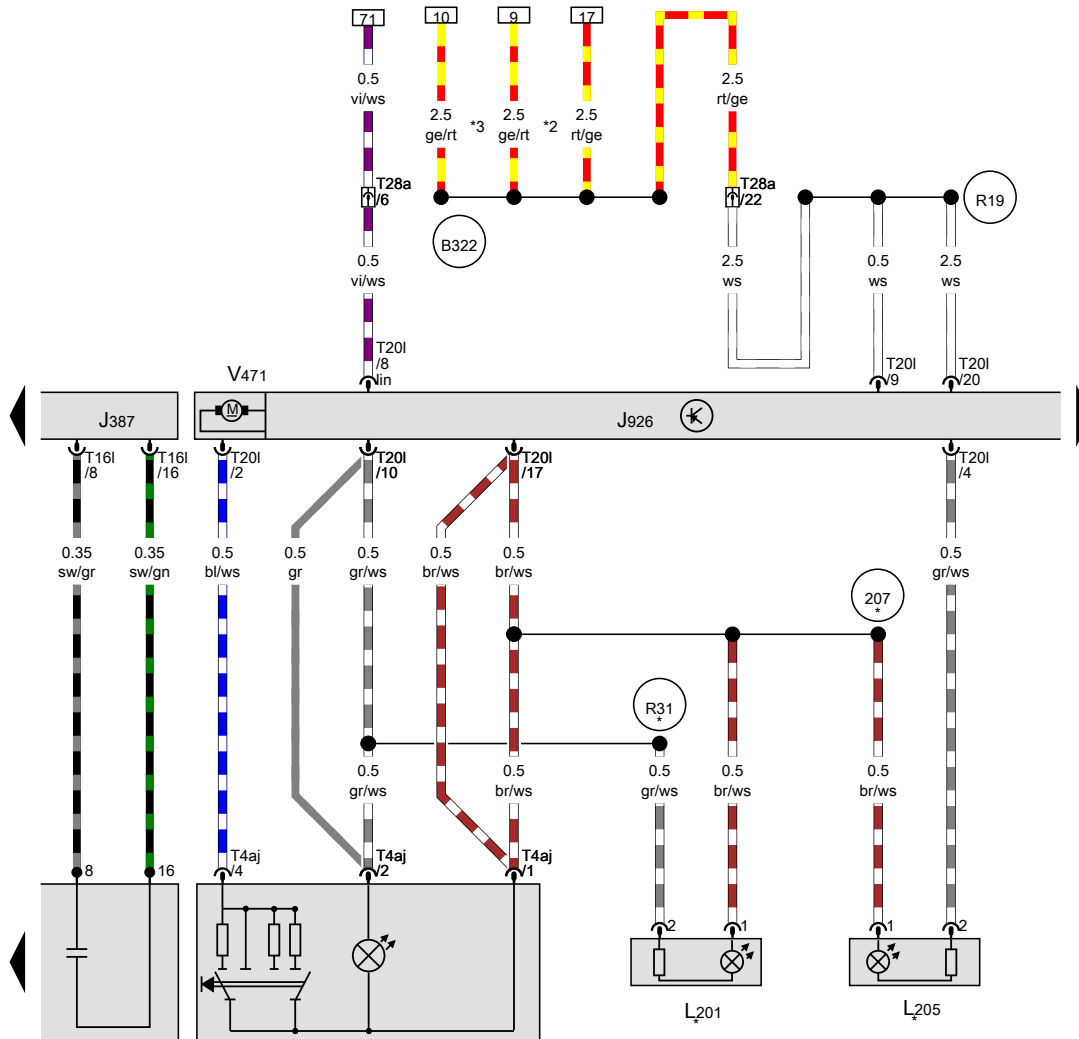 71
10
9
17
0.5
vi/ws
2.5
ge/rt
*3
2.5
ge/rt
*2
2.5
rt/ge
2.5
rt/ge
T28a
/6
T28a
/22
B322
R19
0.5
vi/ws
2.5
ws
0.5
ws
2.5
ws
T20l
/8
lin
T20l
/9
T20l
/20
V471
M
J387
J926
T16l
/8
T16l
/16
T20l
/2
T20l
/10
T20l
/17
T20l
/4
0.35
sw/gr
0.35
sw/gn
0.5
bl/ws
0.5
gr
0.5
gr/ws
0.5
br/ws
0.5
br/ws
0.5
gr/ws
207
*
R31
*
0.5
gr/ws
0.5
br/ws
0.5
gr/ws
0.5
br/ws
0.5
br/ws
8
16
T4aj
/4
T4aj
/2
T4aj
/1
2
1
1
2
L201
*
L205
*